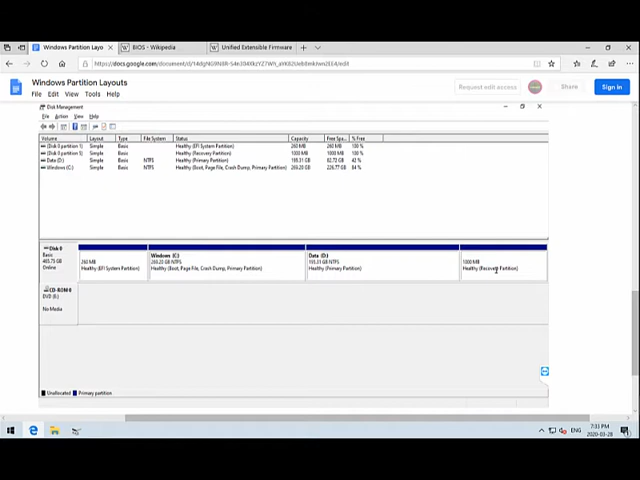 Windows Partition Layo
BIOS - Wikipedia
Unified Extensible Firmware
Windows Partition Layouts
File Edit View Tools Help
Request edit access
Share
Sign in
Disk Management
File Action View Help
Volume Layout Type File System Status Capacity Free Spa... % Free
(Disk 0 partition 1) Simple Basic Healthy (EFI System Partition) 260 MB 260 MB 100 %
(Disk 0 partition 5) Simple Basic Healthy (Recovery Partition) 1000 MB 1000 MB 100 %
Data (D:) Simple Basic NTFS Healthy (Primary Partition) 195.31 GB 82.72 GB 42 %
Windows (C:) Simple Basic NTFS Healthy (Boot, Page File, Crash Dump, Primary Partition) 269.20 GB 226.77 GB 84 %
Disk 0
Basic
465.75 GB
Online
260 MB
Healthy (EFI System Partition)
Windows (C:)
269.20 GB NTFS
Healthy (Boot, Page File, Crash Dump, Primary Partition)
Data (D:)
195.31 GB NTFS
Healthy (Primary Partition)
1000 MB
Healthy (Recovery Partition)
CD-ROM 0
DVD (E:)
No Media
Unallocated Primary partition
ENG
7:33 PM
2020-03-28